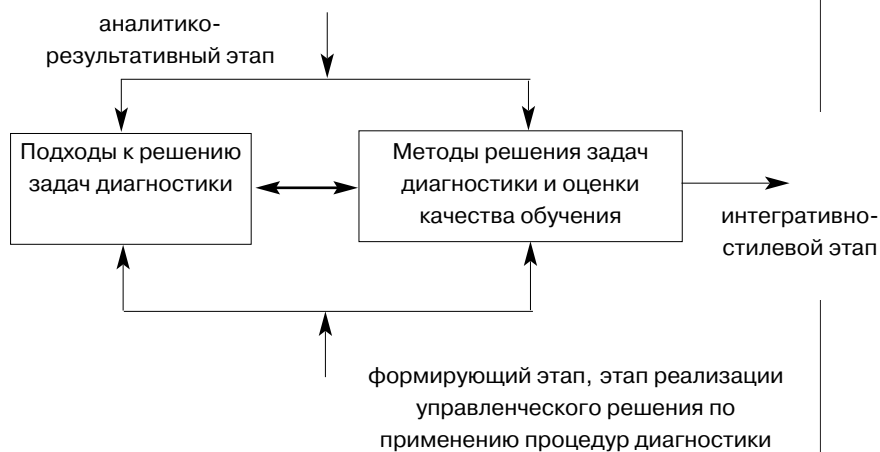 аналитико-
результативный этап
Подходы к решению
задач диагностики
Методы решения задач
диагностики и оценки
качества обучения
интегративно-
стилевой этап
формирующий этап, этап реализации
управленческого решения по
применению процедур диагностики